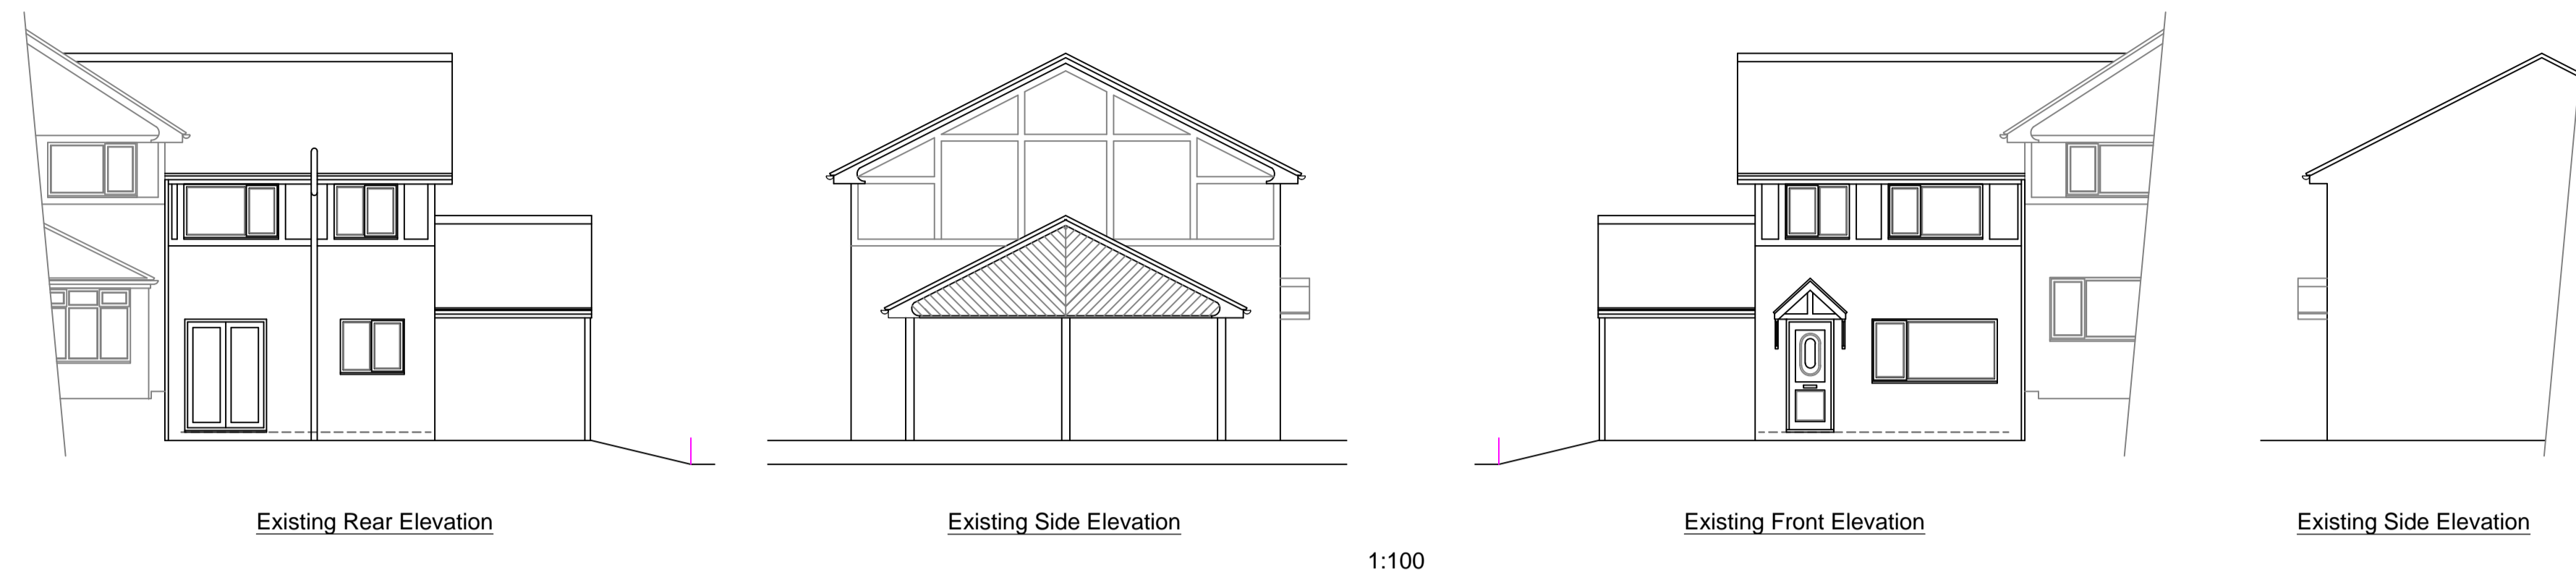 Existing Rear Elevation
Existing Side Elevation
Existing Front Elevation
Existing Side Elevation
1:100